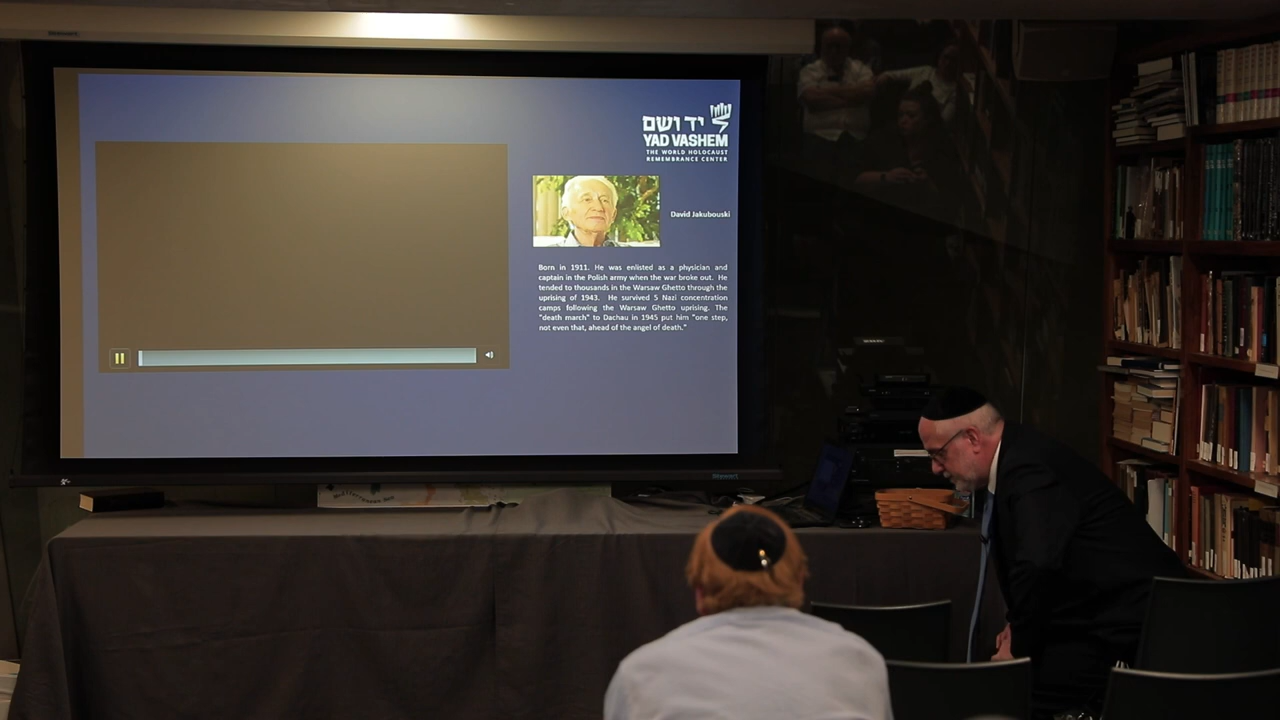 יד ושם
YAD VASHEM
THE WORLD HOLOCAUST
REMEMBRANCE CENTER
David Jakubouski
Born in 1911. He was enlisted as a physician and
captain in the Polish army when the war broke out. He
tended to thousands in the Warsaw Ghetto through the
uprising of 1943. He survived 5 Nazi concentration
camps following the Warsaw Ghetto uprising. The
"death march" to Dachau in 1945 put him "one step,
not even that, ahead of the angel of death."
Stewart
Mediterranean Sea